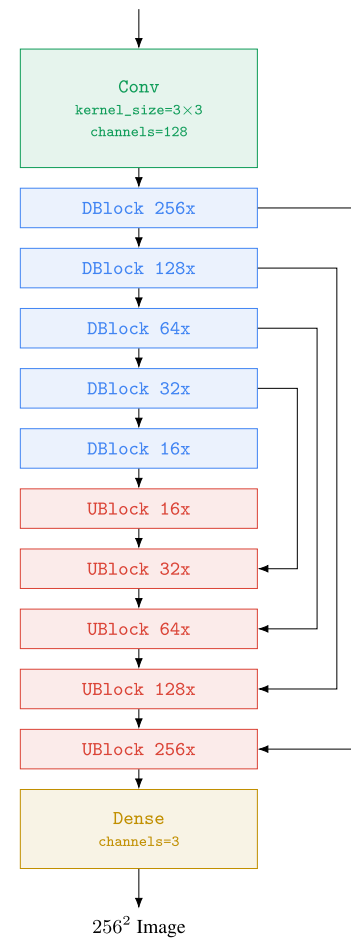 Conv
kernel_size=3×3
channels=128
DBlock 256x
DBlock 128x
DBlock 64x
DBlock 32x
DBlock 16x
UBlock 16x
UBlock 32x
UBlock 64x
UBlock 128x
UBlock 256x
Dense
channels=3
256² Image